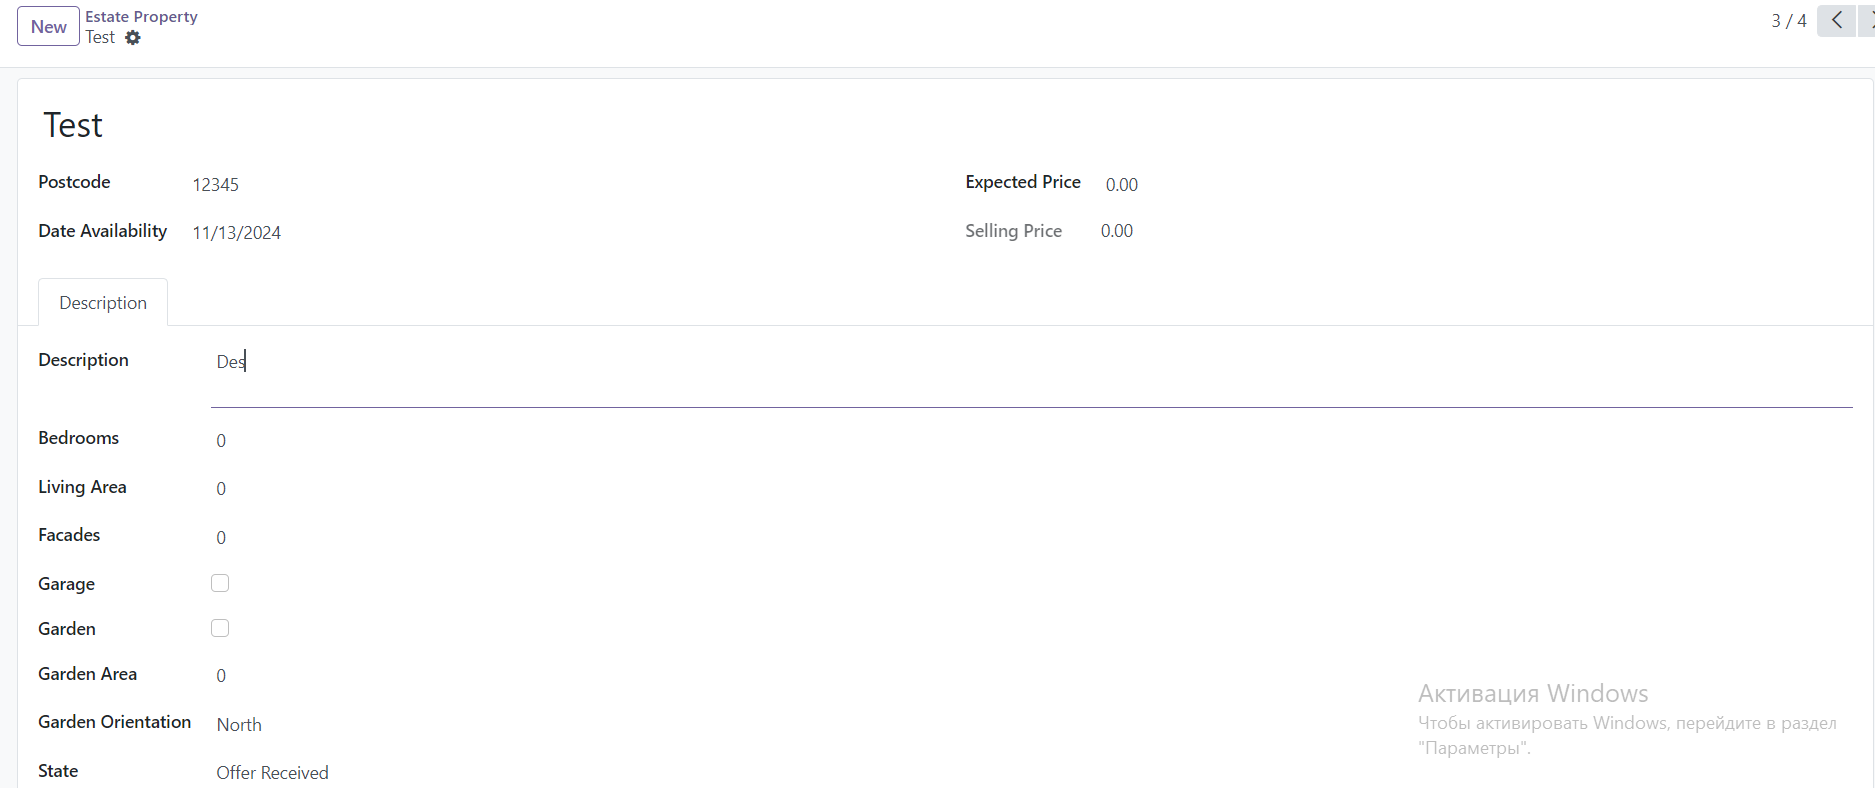 New
Estate Property
Test
3 / 4
Test
Postcode 12345
Expected Price 0.00
Date Availability 11/13/2024
Selling Price 0.00
Description
Description Des
Bedrooms 0
Living Area 0
Facades 0
Garage
Garden
Garden Area 0
Garden Orientation North
State Offer Received
Активация Windows
Чтобы активировать Windows, перейдите в раздел
"Параметры".